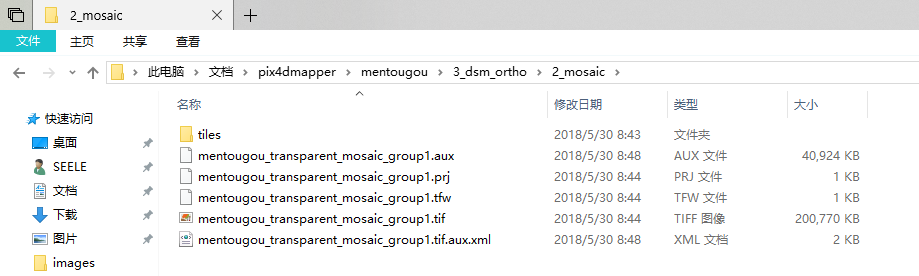 2_mosaic
文件 主页 共享 查看
此电脑 文档 pix4dmapper mentougou 3_dsm_ortho 2_mosaic
名称 修改日期 类型 大小
快速访问
桌面
SEELE
文档
下载
图片
images
tiles 2018/5/30 8:43 文件夹
mentougou_transparent_mosaic_group1.aux 2018/5/30 8:48 AUX 文件 40,924 KB
mentougou_transparent_mosaic_group1.prj 2018/5/30 8:44 PRJ 文件 1 KB
mentougou_transparent_mosaic_group1.tfw 2018/5/30 8:44 TFW 文件 1 KB
mentougou_transparent_mosaic_group1.tif 2018/5/30 8:44 TIFF 图像 200,770 KB
mentougou_transparent_mosaic_group1.tif.aux.xml 2018/5/30 8:48 XML 文档 2 KB